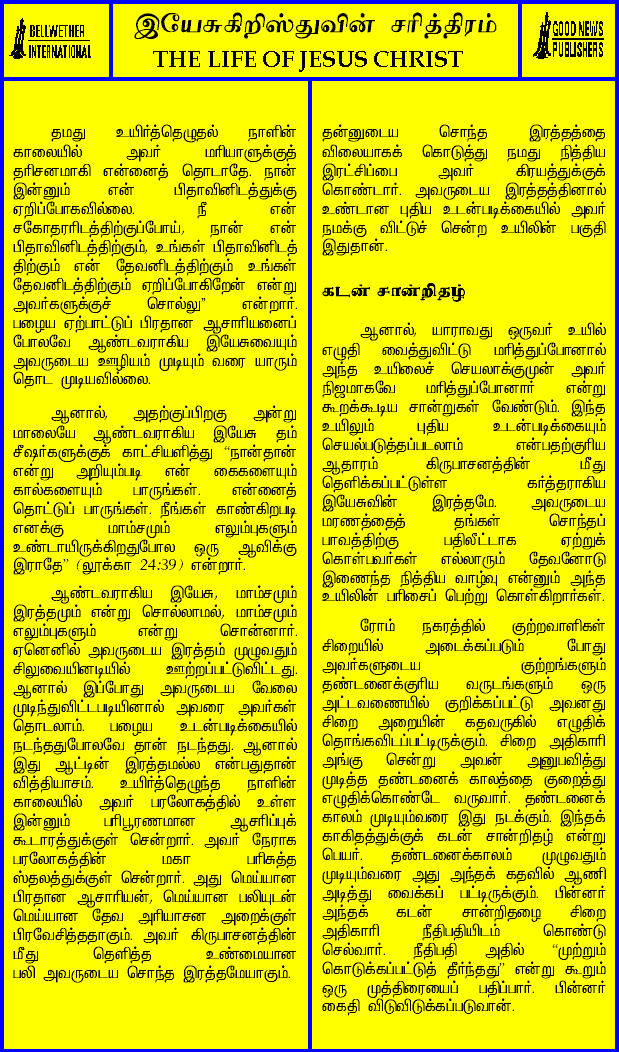 BELLWETHER
INTERNATIONAL
இயேசுகிறிஸ்துவின் சரித்திரம்
THE LIFE OF JESUS CHRIST
GOOD NEWS
PUBLISHERS
தமது உயிர்த்தெழுதல் நாளின்
காலையில் அவர் மரியாளுக்குத்
தரிசனமாகி என்னைத் தொடாதே. நான்
இன்னும் என் பிதாவினிடத்துக்கு
ஏறிப்போகவில்லை. நீ என்
சகோதரரிடத்திற்குப்போய், நான் என்
பிதாவினிடத்திற்கும், உங்கள் பிதாவினிடத்
திற்கும் என் தேவனிடத்திற்கும் உங்கள்
தேவனிடத்திற்கும் ஏறிப்போகிறேன் என்று
அவர்களுக்குச் சொல்லு” என்றார்.
பழைய ஏற்பாட்டுப் பிரதான ஆசாரியனைப்
போலவே ஆண்டவராகிய இயேசுவையும்
அவருடைய ஊழியம் முடியும் வரை யாரும்
தொட முடியவில்லை.
ஆனால், அதற்குப்பிறகு அன்று
மாலையே ஆண்டவராகிய இயேசு தம்
சீஷர்களுக்குக் காட்சியளித்து “நான்தான்
என்று அறியும்படி என் கைகளையும்
கால்களையும் பாருங்கள். என்னைத்
தொட்டுப் பாருங்கள். நீங்கள் காண்கிறபடி
எனக்கு மாம்சமும் எலும்புகளும்
உண்டாயிருக்கிறதுபோல ஒரு ஆவிக்கு
இராதே” (லூக்கா 24:39) என்றார்.
ஆண்டவராகிய இயேசு, மாம்சமும்
இரத்தமும் என்று சொல்லாமல், மாம்சமும்
எலும்புகளும் என்று சொன்னார்.
ஏனெனில் அவருடைய இரத்தம் முழுவதும்
சிலுவையினடியில் ஊற்றப்பட்டுவிட்டது.
ஆனால் இப்போது அவருடைய வேலை
முடிந்துவிட்டபடியினால் அவரை அவர்கள்
தொடலாம். பழைய உடன்படிக்கையில்
நடந்ததுபோலவே தான் நடந்தது. ஆனால்
இது ஆட்டின் இரத்தமல்ல என்பதுதான்
வித்தியாசம். உயிர்த்தெழுந்த நாளின்
காலையில் அவர் பரலோகத்தில் உள்ள
இன்னும் பரிபூரணமான ஆசரிப்புக்
கூடாரத்துக்குள் சென்றார். அவர் நேராக
பரலோகத்தின் மகா பரிசுத்த
ஸ்தலத்துக்குள் சென்றார். அது மெய்யான
பிரதான ஆசாரியன், மெய்யான பலியுடன்
மெய்யான தேவ அரியாசன அறைக்குள்
பிரவேசித்ததாகும். அவர் கிருபாசனத்தின்
மீது தெளித்த உண்மையான
பலி அவருடைய சொந்த இரத்தமேயாகும்.
தன்னுடைய சொந்த இரத்தத்தை
விலையாகக் கொடுத்து நமது நித்திய
இரட்சிப்பை அவர் கிரயத்துக்குக்
கொண்டார். அவருடைய இரத்தத்தினால்
உண்டான புதிய உடன்படிக்கையில் அவர்
நமக்கு விட்டுச் சென்ற உயிலின் பகுதி
இதுதான்.
கடன் சான்றிதழ்
ஆனால், யாராவது ஒருவர் உயில்
எழுதி வைத்துவிட்டு மரித்துப்போனால்
அந்த உயிலைச் செயலாக்குமுன் அவர்
நிஜமாகவே மரித்துப்போனார் என்று
கூறக்கூடிய சான்றுகள் வேண்டும். இந்த
உயிலும் புதிய உடன்படிக்கையும்
செயல்படுத்தப்படலாம் என்பதற்குரிய
ஆதாரம் கிருபாசனத்தின் மீது
தெளிக்கப்பட்டுள்ள கர்த்தராகிய
இயேசுவின் இரத்தமே. அவருடைய
மரணத்தைத் தங்கள் சொந்தப்
பாவத்திற்கு பதிலீட்டாக ஏற்றுக்
கொள்பவர்கள் எல்லாரும் தேவனோடு
இணைந்த நித்திய வாழ்வு என்னும் அந்த
உயிலின் பரிசைப் பெற்று கொள்கிறார்கள்.
ரோம் நகரத்தில் குற்றவாளிகள்
சிறையில் அடைக்கப்படும் போது
அவர்களுடைய குற்றங்களும்
தண்டனைக்குரிய வருடங்களும் ஒரு
அட்டவணையில் குறிக்கப்பட்டு அவனது
சிறை அறையின் கதவருகில் எழுதிக்
தொங்கவிடப்பட்டிருக்கும். சிறை அதிகாரி
அங்கு சென்று அவன் அனுபவித்து
முடித்த தண்டனைக் காலத்தை குறைத்து
எழுதிக்கொண்டே வருவார். தண்டனைக்
காலம் முடியும்வரை இது நடக்கும். இந்தக்
காகிதத்துக்குக் கடன் சான்றிதழ் என்று
பெயர். தண்டனைக்காலம் முழுவதும்
முடியும்வரை அது அந்தக் கதவில் ஆணி
அடித்து வைக்கப் பட்டிருக்கும். பின்னர்
அந்தக் கடன் சான்றிதழை சிறை
அதிகாரி நீதிபதியிடம் கொண்டு
செல்வார். நீதிபதி அதில் “முற்றும்
கொடுக்கப்பட்டுத் தீர்ந்தது” என்று கூறும்
ஒரு முத்திரையைப் பதிப்பார். பின்னர்
கைதி விடுவிடுக்கப்படுவான்.